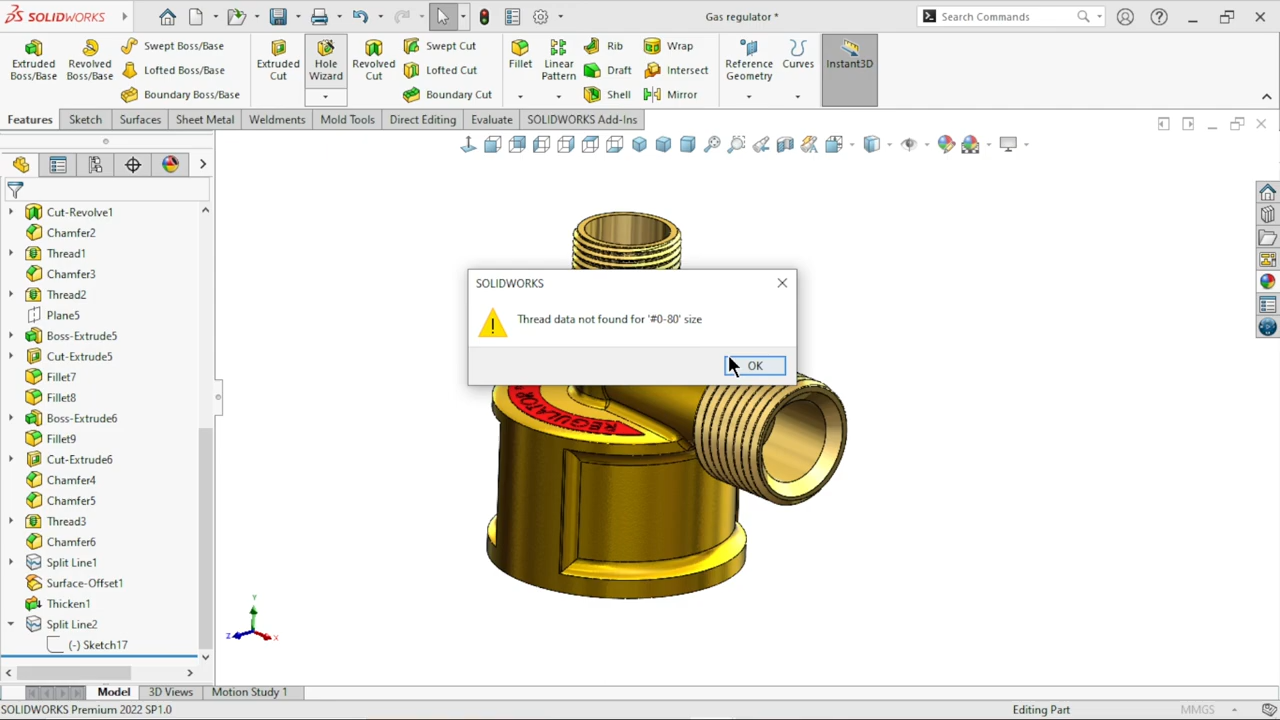 SOLIDWORKS
Gas regulator *
Search Commands
Extruded Boss/Base
Revolved Boss/Base
Swept Boss/Base
Lofted Boss/Base
Boundary Boss/Base
Extruded Cut
Hole Wizard
Revolved Cut
Swept Cut
Lofted Cut
Boundary Cut
Fillet
Linear Pattern
Rib
Draft
Shell
Wrap
Intersect
Mirror
Reference Geometry
Curves
Instant3D
Features Sketch Surfaces Sheet Metal Weldments Mold Tools Direct Editing Evaluate SOLIDWORKS Add-Ins
Cut-Revolve1
Chamfer2
Thread1
Chamfer3
Thread2
Plane5
Boss-Extrude5
Cut-Extrude5
Fillet7
Fillet8
Boss-Extrude6
Fillet9
Cut-Extrude6
Chamfer4
Chamfer5
Thread3
Chamfer6
Split Line1
Surface-Offset1
Thicken1
Split Line2
(-) Sketch17
SOLIDWORKS
Thread data not found for '#0-80' size
OK
REGULATOR
Y
Z
X
Model 3D Views Motion Study 1
SOLIDWORKS Premium 2022 SP1.0
Editing Part
MMGS